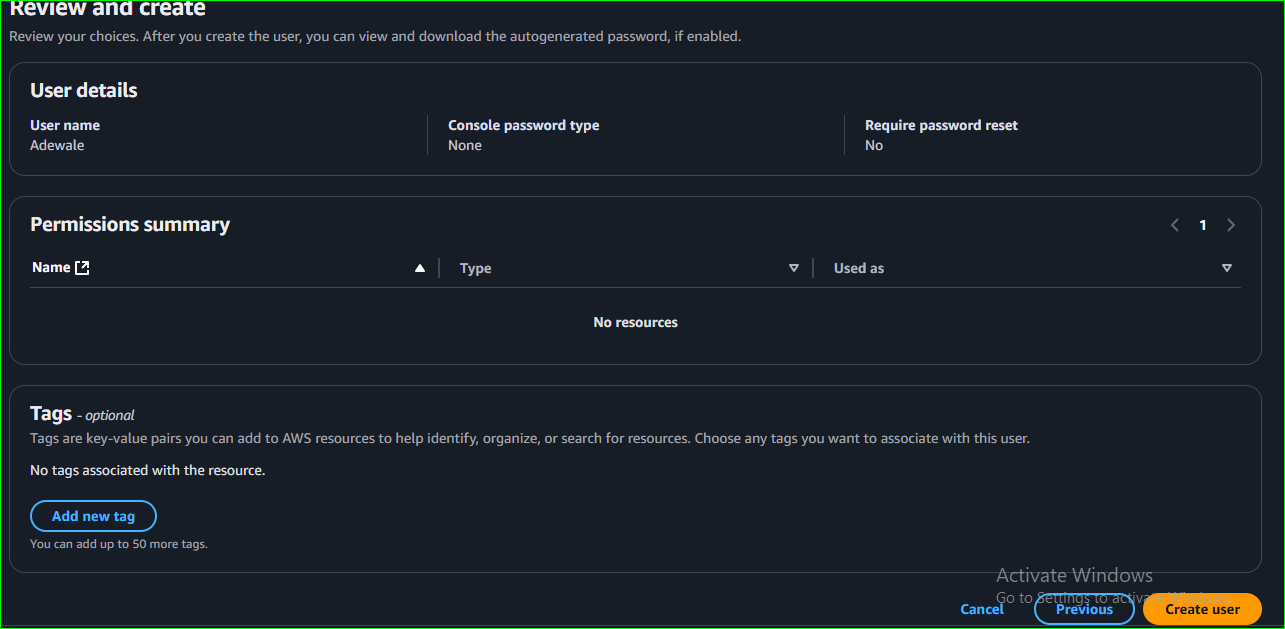 Review and create
Review your choices. After you create the user, you can view and download the autogenerated password, if enabled.
User details
User name
Adewale
Console password type
None
Require password reset
No
Permissions summary
1
Name
Type
Used as
No resources
Tags - optional
Tags are key-value pairs you can add to AWS resources to help identify, organize, or search for resources. Choose any tags you want to associate with this user.
No tags associated with the resource.
Add new tag
You can add up to 50 more tags.
Activate Windows
Go to Settings to activate Windows.
Cancel
Previous
Create user